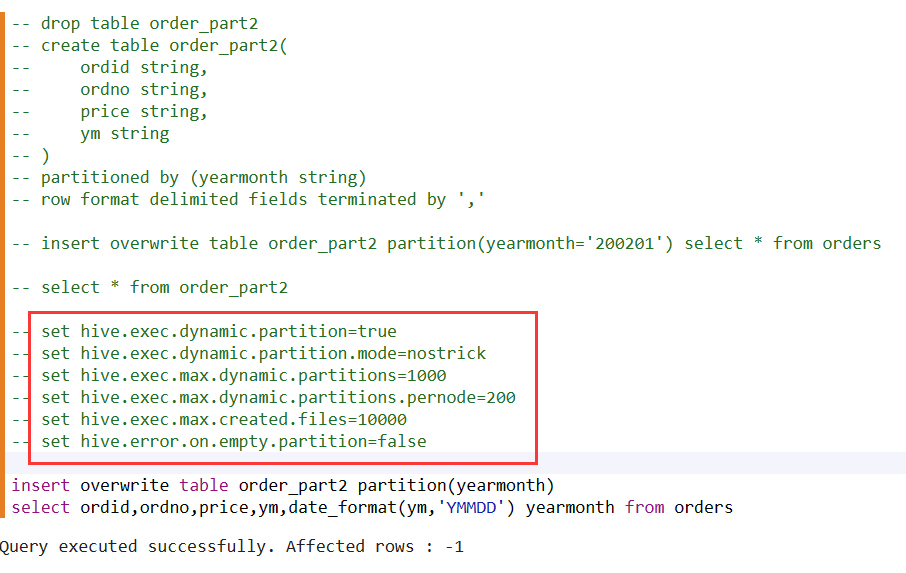 -- drop table order_part2
-- create table order_part2(
--     ordid string,
--     ordno string,
--     price string,
--     ym string
-- )
-- partitioned by (yearmonth string)
-- row format delimited fields terminated by ','
-- insert overwrite table order_part2 partition(yearmonth='200201') select * from orders
-- select * from order_part2
-- set hive.exec.dynamic.partition=true
-- set hive.exec.dynamic.partition.mode=nostrick
-- set hive.exec.max.dynamic.partitions=1000
-- set hive.exec.max.dynamic.partitions.pernode=200
-- set hive.exec.max.created.files=10000
-- set hive.error.on.empty.partition=false
insert overwrite table order_part2 partition(yearmonth)
select ordid,ordno,price,ym,date_format(ym,'YMMDD') yearmonth from orders
Query executed successfully. Affected rows : -1